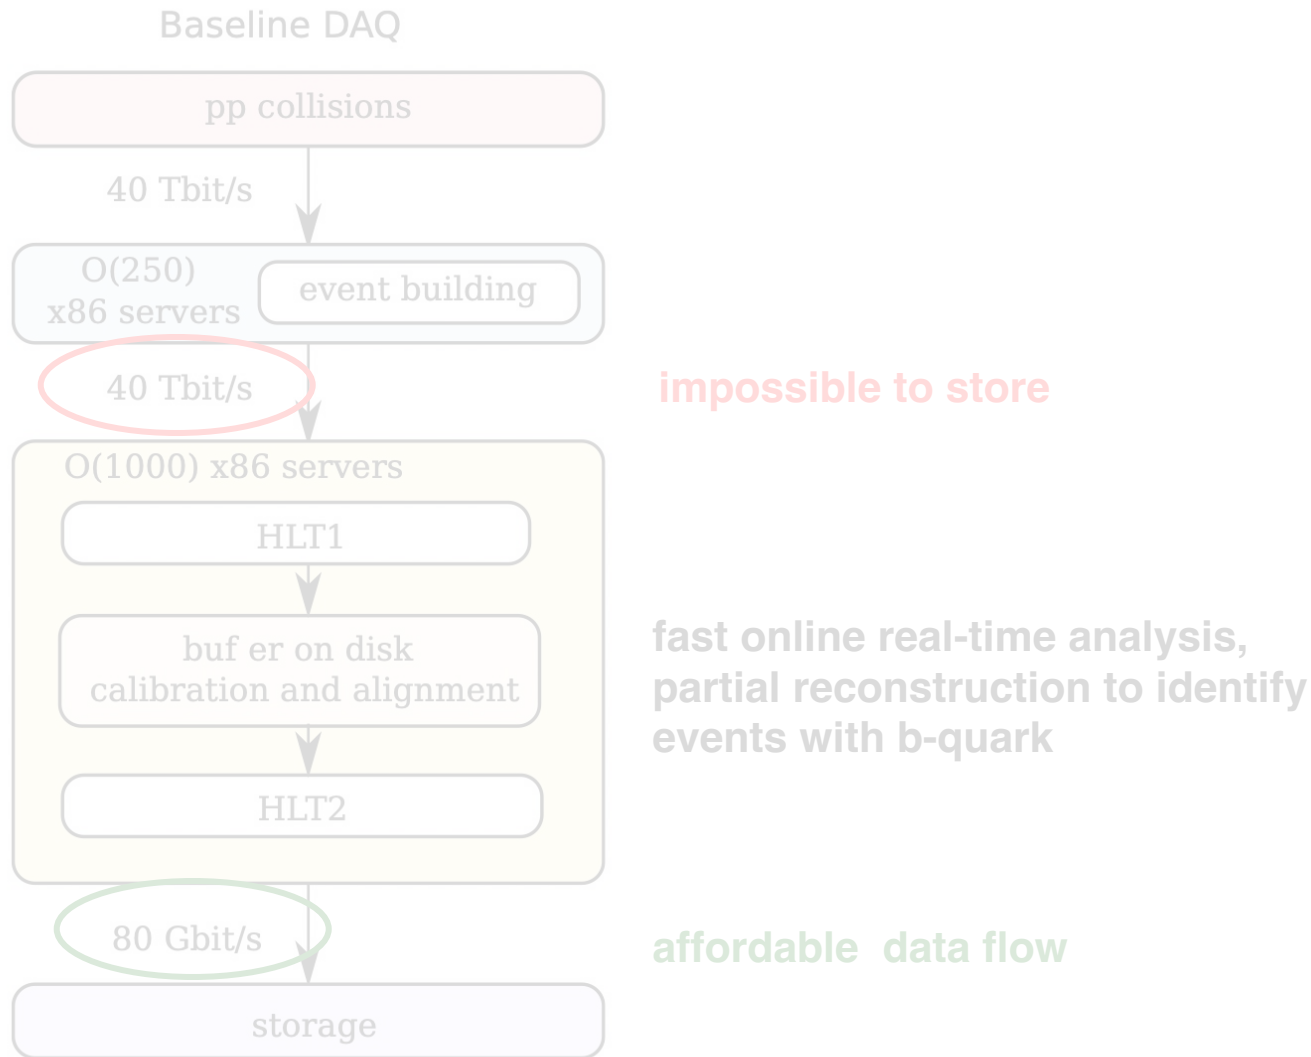 Baseline DAQ
pp collisions
40 Tbit/s
O(250)
x86 servers
event building
40 Tbit/s
impossible to store
O(1000) x86 servers
HLT1
buf er on disk
calibration and alignment
fast online real-time analysis,
partial reconstruction to identify
events with b-quark
HLT2
80 Gbit/s
affordable  data flow
storage